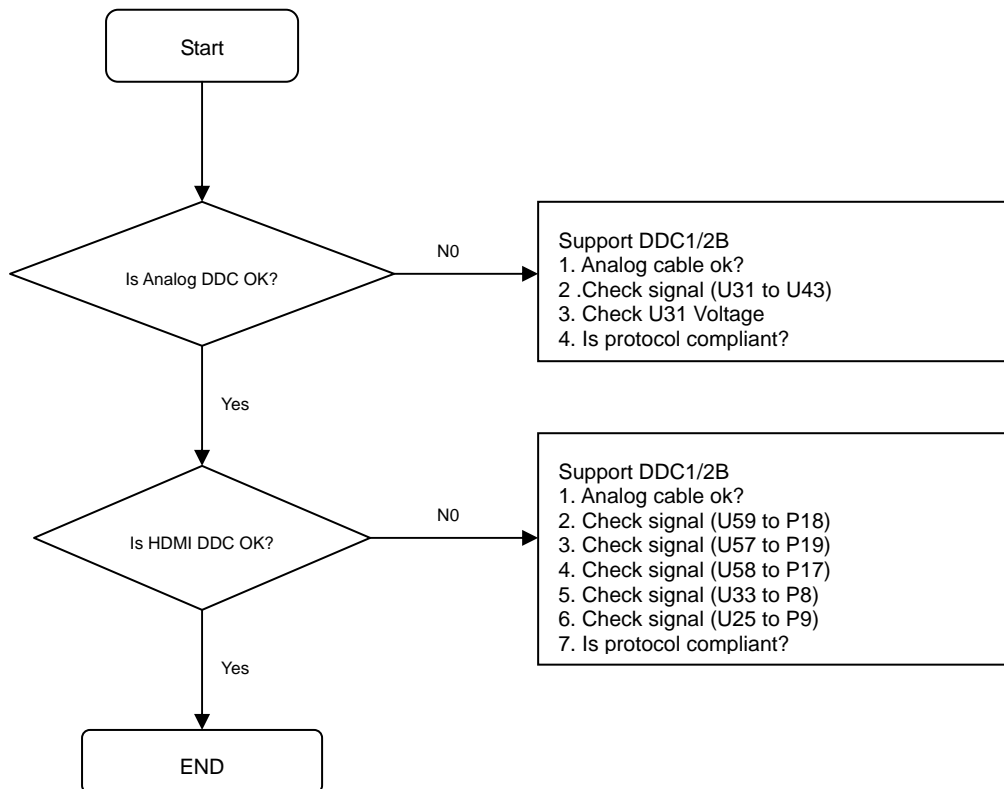 Start
Is Analog DDC OK?
N0
Support DDC1/2B
1. Analog cable ok?
2 .Check signal (U31 to U43)
3. Check U31 Voltage
4. Is protocol compliant?
Yes
Is HDMI DDC OK?
N0
Support DDC1/2B
1. Analog cable ok?
2. Check signal (U59 to P18)
3. Check signal (U57 to P19)
4. Check signal (U58 to P17)
5. Check signal (U33 to P8)
6. Check signal (U25 to P9)
7. Is protocol compliant?
Yes
END